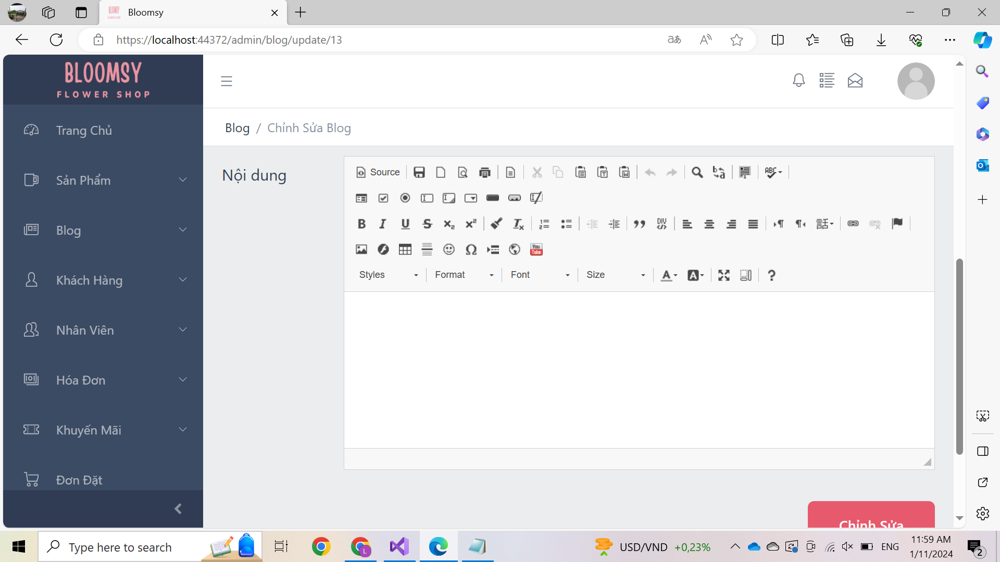 Bloomsy
https://localhost:44372/admin/blog/update/13
BLOOMSY
FLOWER SHOP
Trang Chủ
Sản Phẩm
Blog
Khách Hàng
Nhân Viên
Hóa Đơn
Khuyến Mãi
Đơn Đặt
Blog / Chỉnh Sửa Blog
Nội dung
Source
Styles
Format
Font
Size
Chỉnh Sửa
Type here to search
USD/VND +0,23%
ENG
11:59 AM
1/11/2024
2